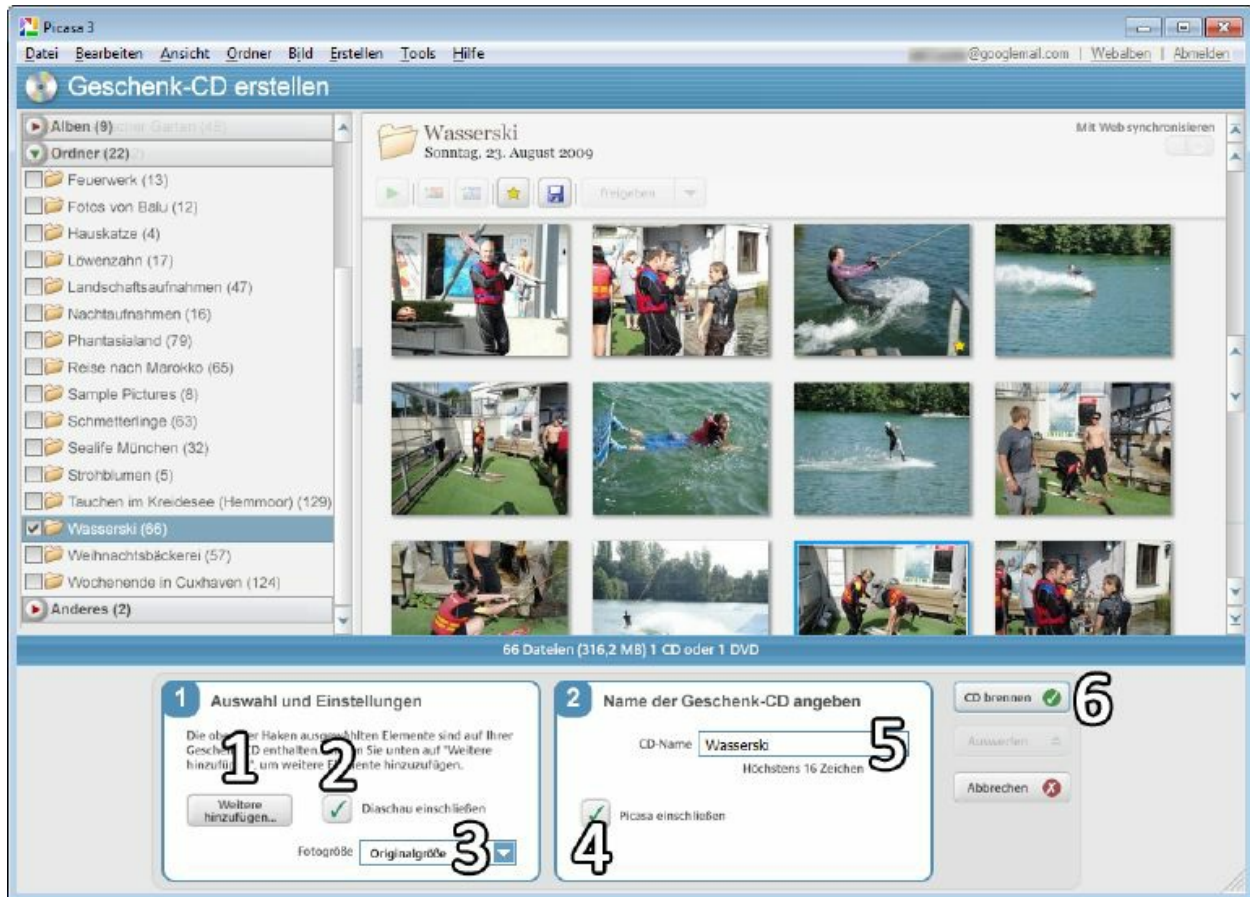 Picasa 3
Datei Bearbeiten Ansicht Ordner Bild Erstellen Tools Hilfe
@googlemail.com | Webalben | Abmelden
Geschenk-CD erstellen
Alben (9)
Ordner (22)
Feuerwerk (13)
Fotos von Balu (12)
Hauskatze (4)
Löwenzahn (17)
Landschaftsaufnahmen (47)
Nachtaufnahmen (16)
Phantasialand (79)
Reise nach Marokko (65)
Sample Pictures (8)
Schmetterlinge (63)
Sealife München (32)
Strohblumen (5)
Tauchen im Kreidesee (Hemmoor) (129)
Wasserski (66)
Weihnachtsbäckerei (57)
Wochenende in Cuxhaven (124)
Anderes (2)
Wasserski
Sonntag, 23. August 2009
Mit Web synchronisieren
Freigeben
66 Dateien (316,2 MB) 1 CD oder 1 DVD
1 Auswahl und Einstellungen
Die ob er Haken ausgewählten Elemente sind auf Ihrer
Gesche D enthalten. n Sie unten auf "Weitere
hinzufüg ", um weitere E ente hinzuzufügen.
1
2
Weitere
hinzufügen...
Diaschau einschließen
Fotogröße Originalgröße
3
2 Name der Geschenk-CD angeben
CD-Name Wasserski
5
Höchstens 16 Zeichen
Picasa einschließen
4
CD brennen
6
Auswerfen
Abbrechen